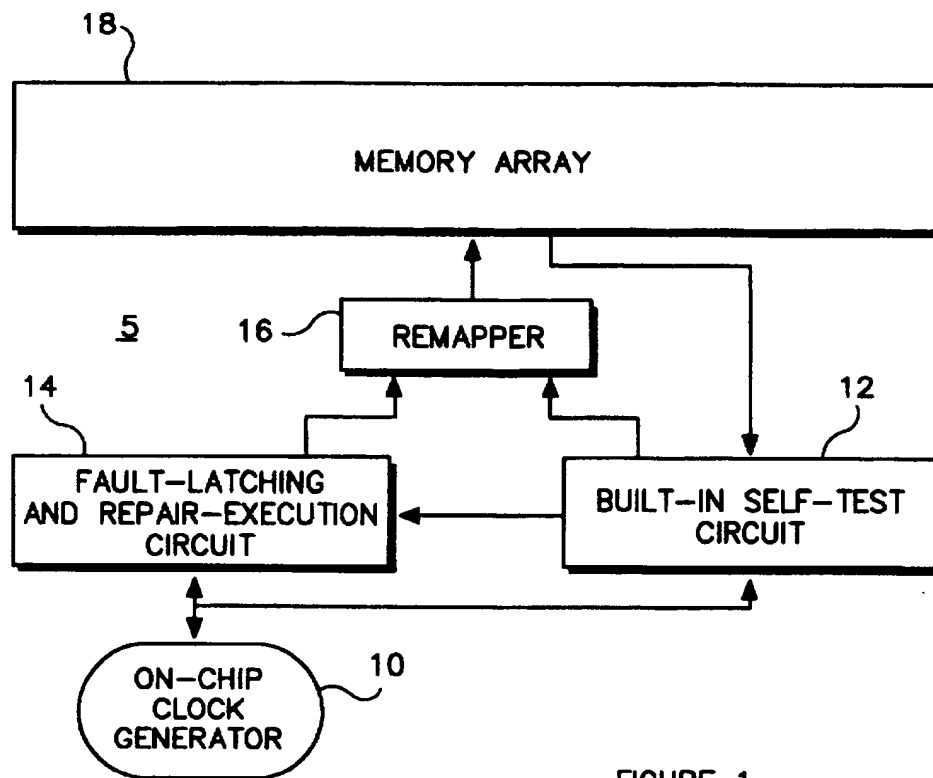 18
MEMORY ARRAY
5
16
REMAPPER
14
12
FAULT-LATCHING
AND REPAIR-EXECUTION
CIRCUIT
BUILT-IN SELF-TEST
CIRCUIT
10
ON-CHIP
CLOCK
GENERATOR
FIGURE 1